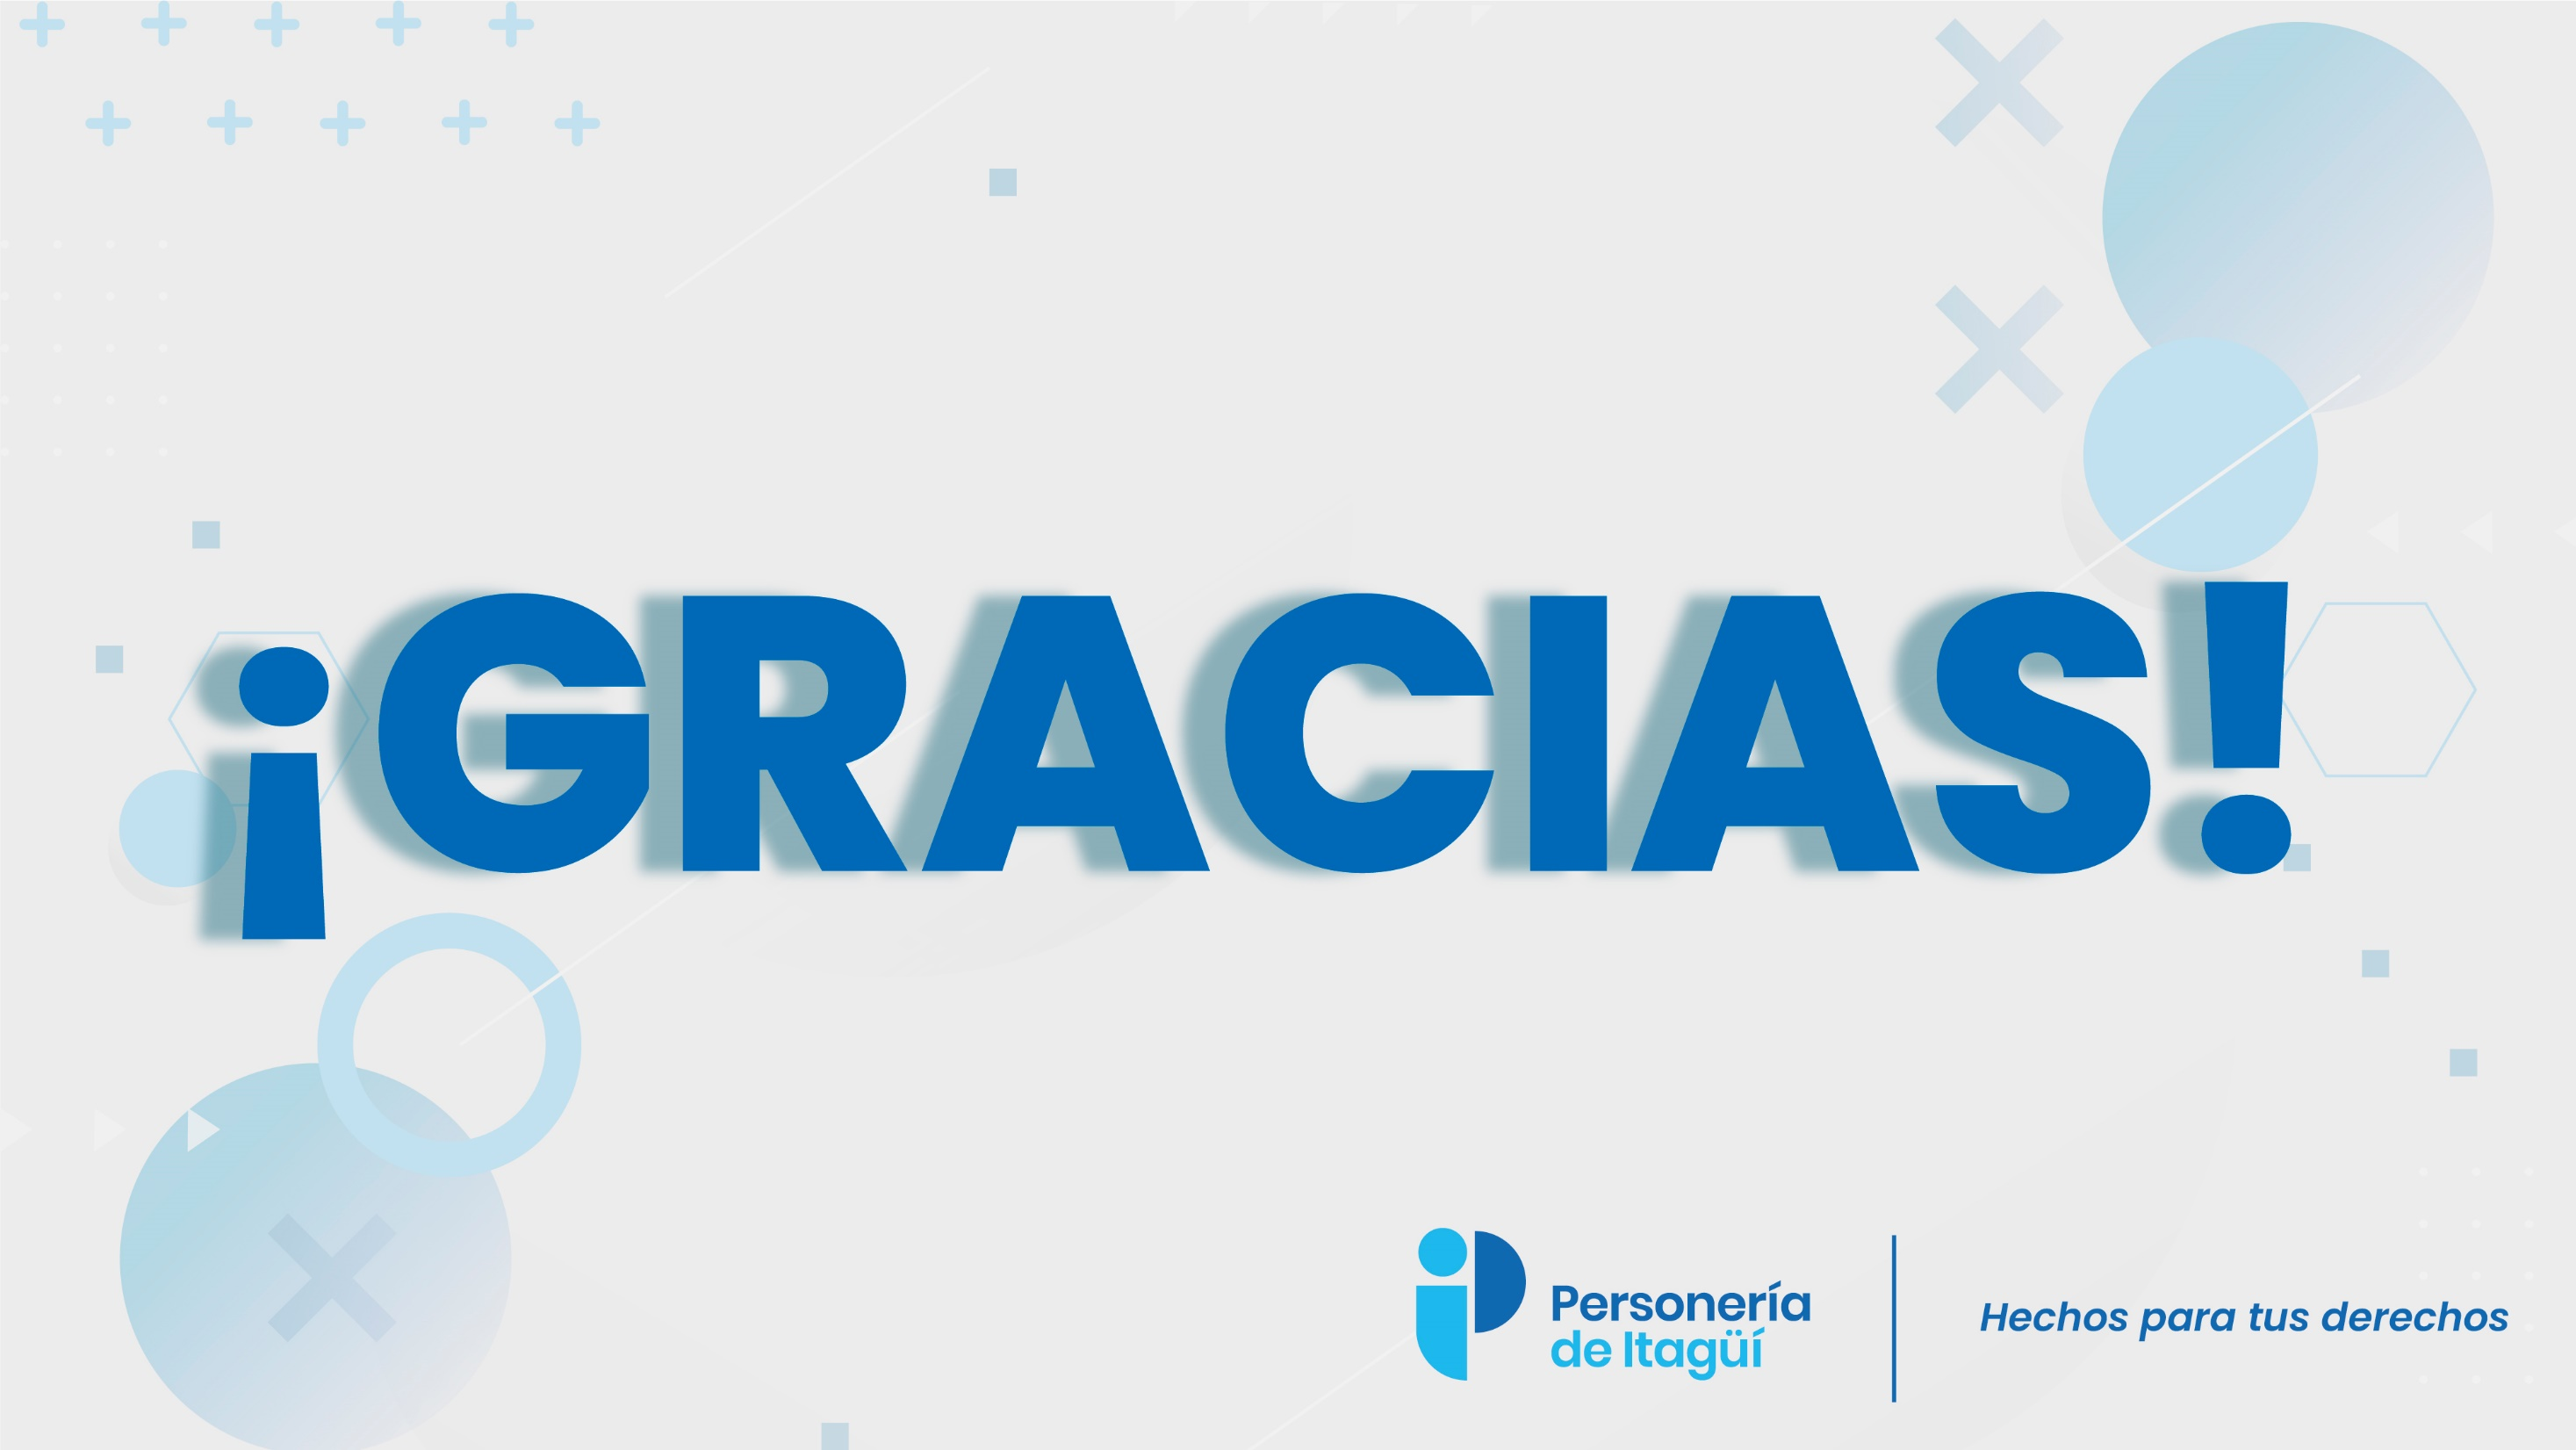 ¡GRACIAS!
Personería
de Itagüí
Hechos para tus derechos